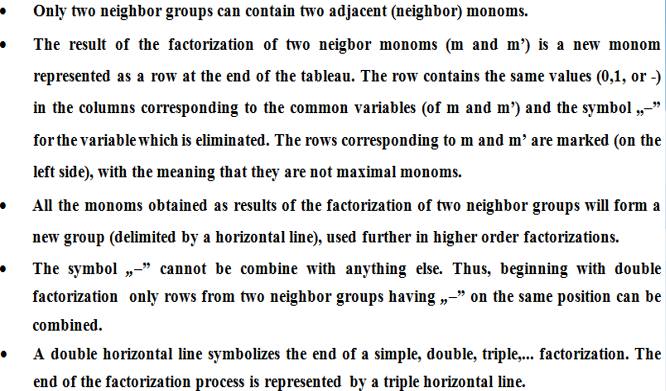 • Only two neighbor groups can contain two adjacent (neighbor) monoms.
• The result of the factorization of two neigbor monoms (m and m’) is a new monom
represented as a row at the end of the tableau. The row contains the same values (0,1, or -)
in the columns corresponding to the common variables (of m and m’) and the symbol „–”
for the variable which is eliminated. The rows corresponding to m and m’ are marked (on the
left side), with the meaning that they are not maximal monoms.
• All the monoms obtained as results of the factorization of two neighbor groups will form a
new group (delimited by a horizontal line), used further in higher order factorizations.
• The symbol „–” cannot be combine with anything else. Thus, beginning with double
factorization only rows from two neighbor groups having „–” on the same position can be
combined.
• A double horizontal line symbolizes the end of a simple, double, triple,... factorization. The
end of the factorization process is represented by a triple horizontal line.